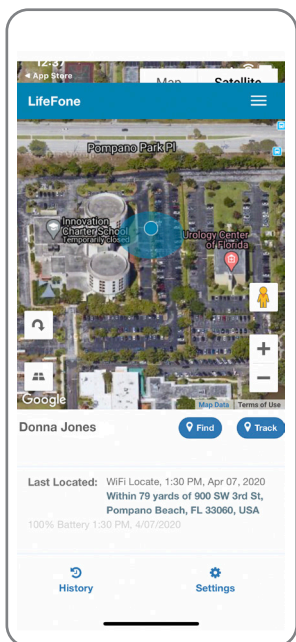 12:37
App Store
Map Satellite
LifeFone
Pompano Park Pl
Innovation
Charter School
Temporarily closed
Urology Center
of Florida
Google
Map Data
Terms of Use
Donna Jones
Find
Track
Last Located: WiFi Locate, 1:30 PM, Apr 07, 2020
Within 79 yards of 900 SW 3rd St,
Pompano Beach, FL 33060, USA
100% Battery 1:30 PM, 4/07/2020
History
Settings